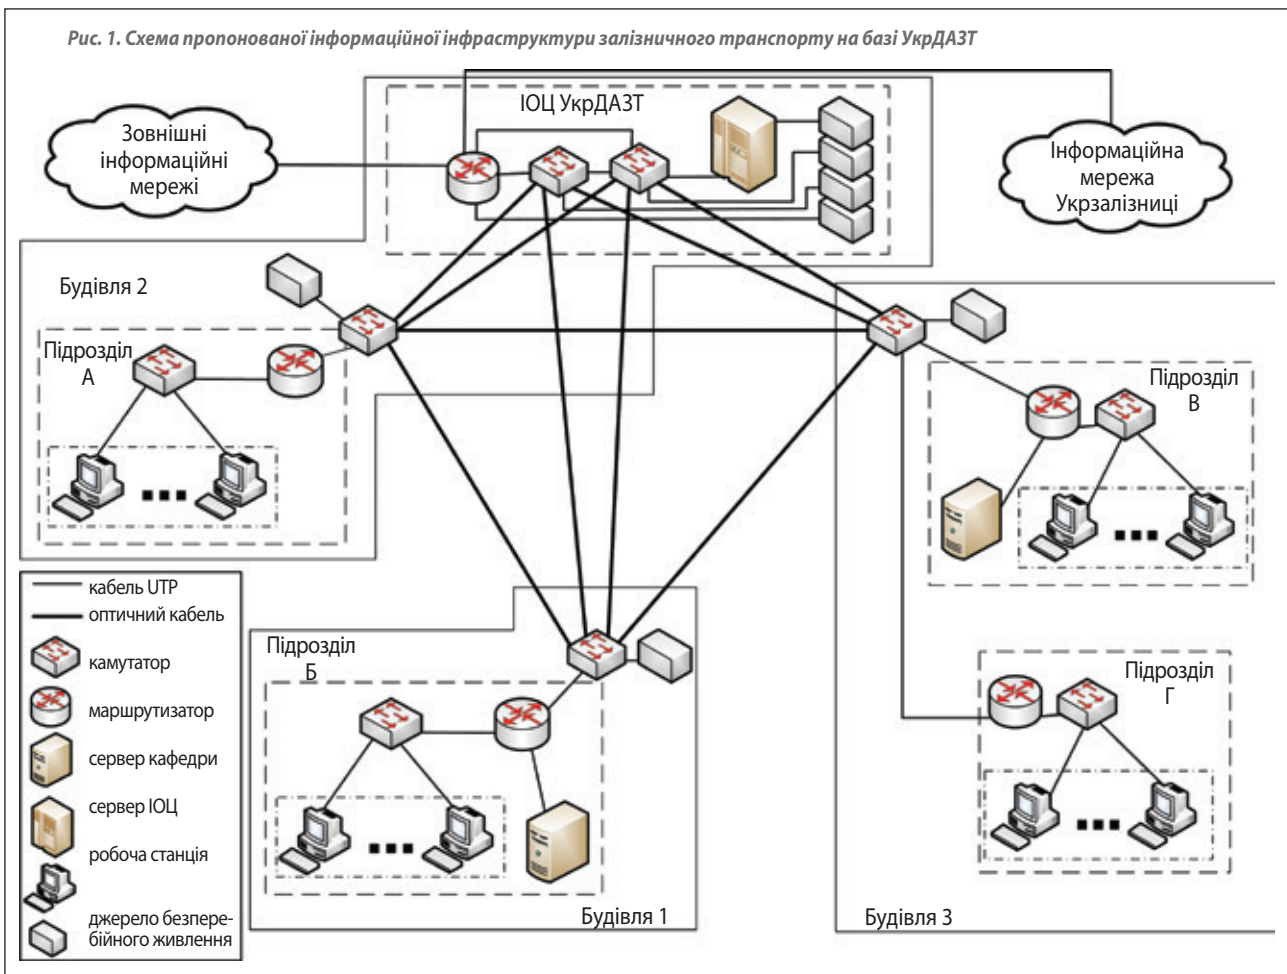 Рис. 1. Схема пропонованої інформаційної інфраструктури залізничного транспорту на базі УкрДАЗТ
ІОЦ УкрДАЗТ
Зовнішні
інформаційні
мережі
Інформаційна
мережа
Укрзалізниці
Будівля 2
Підрозділ
А
Підрозділ
В
кабель UTP
оптичний кабель
камутатор
маршрутизатор
сервер кафедри
сервер ІОЦ
робоча станція
джерело безпере-
бійного живлення
Підрозділ
Б
Будівля 1
Підрозділ
Г
Будівля 3